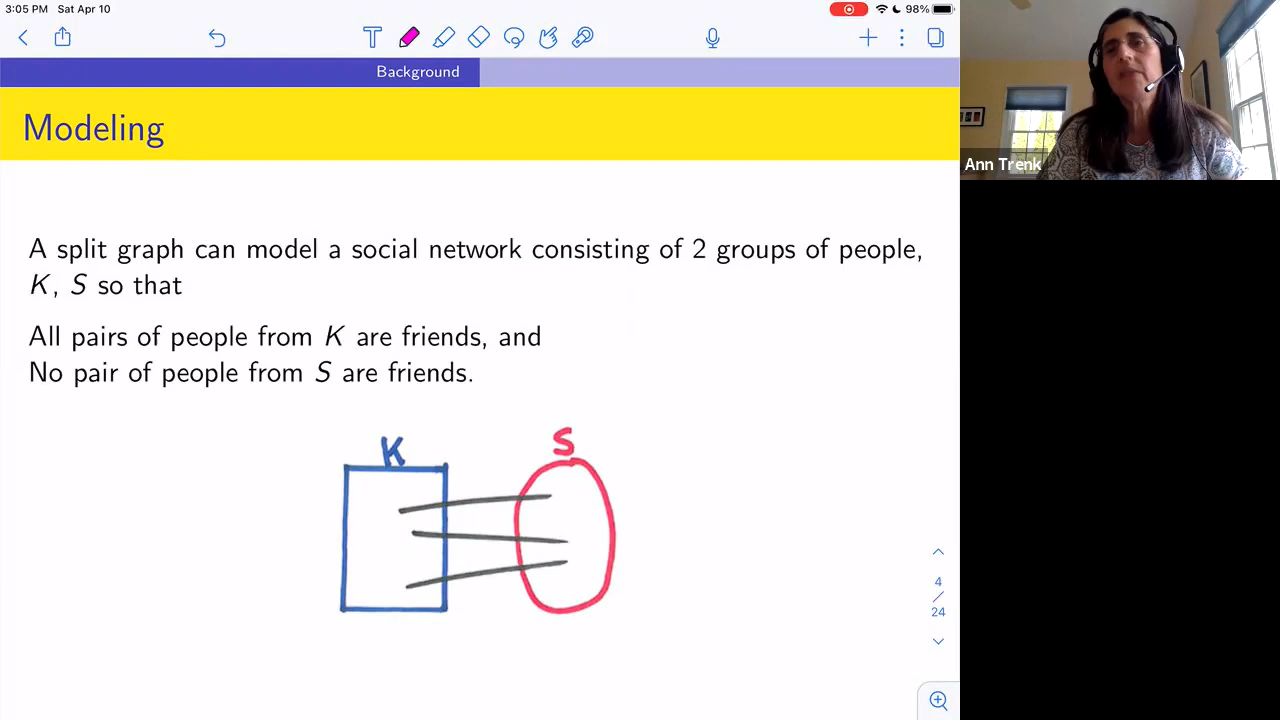 3:05 PM Sat Apr 10
98%
Background
Modeling
A split graph can model a social network consisting of 2 groups of people,
K, S so that
All pairs of people from K are friends, and
No pair of people from S are friends.
K
S
4
/
24
Ann Trenk